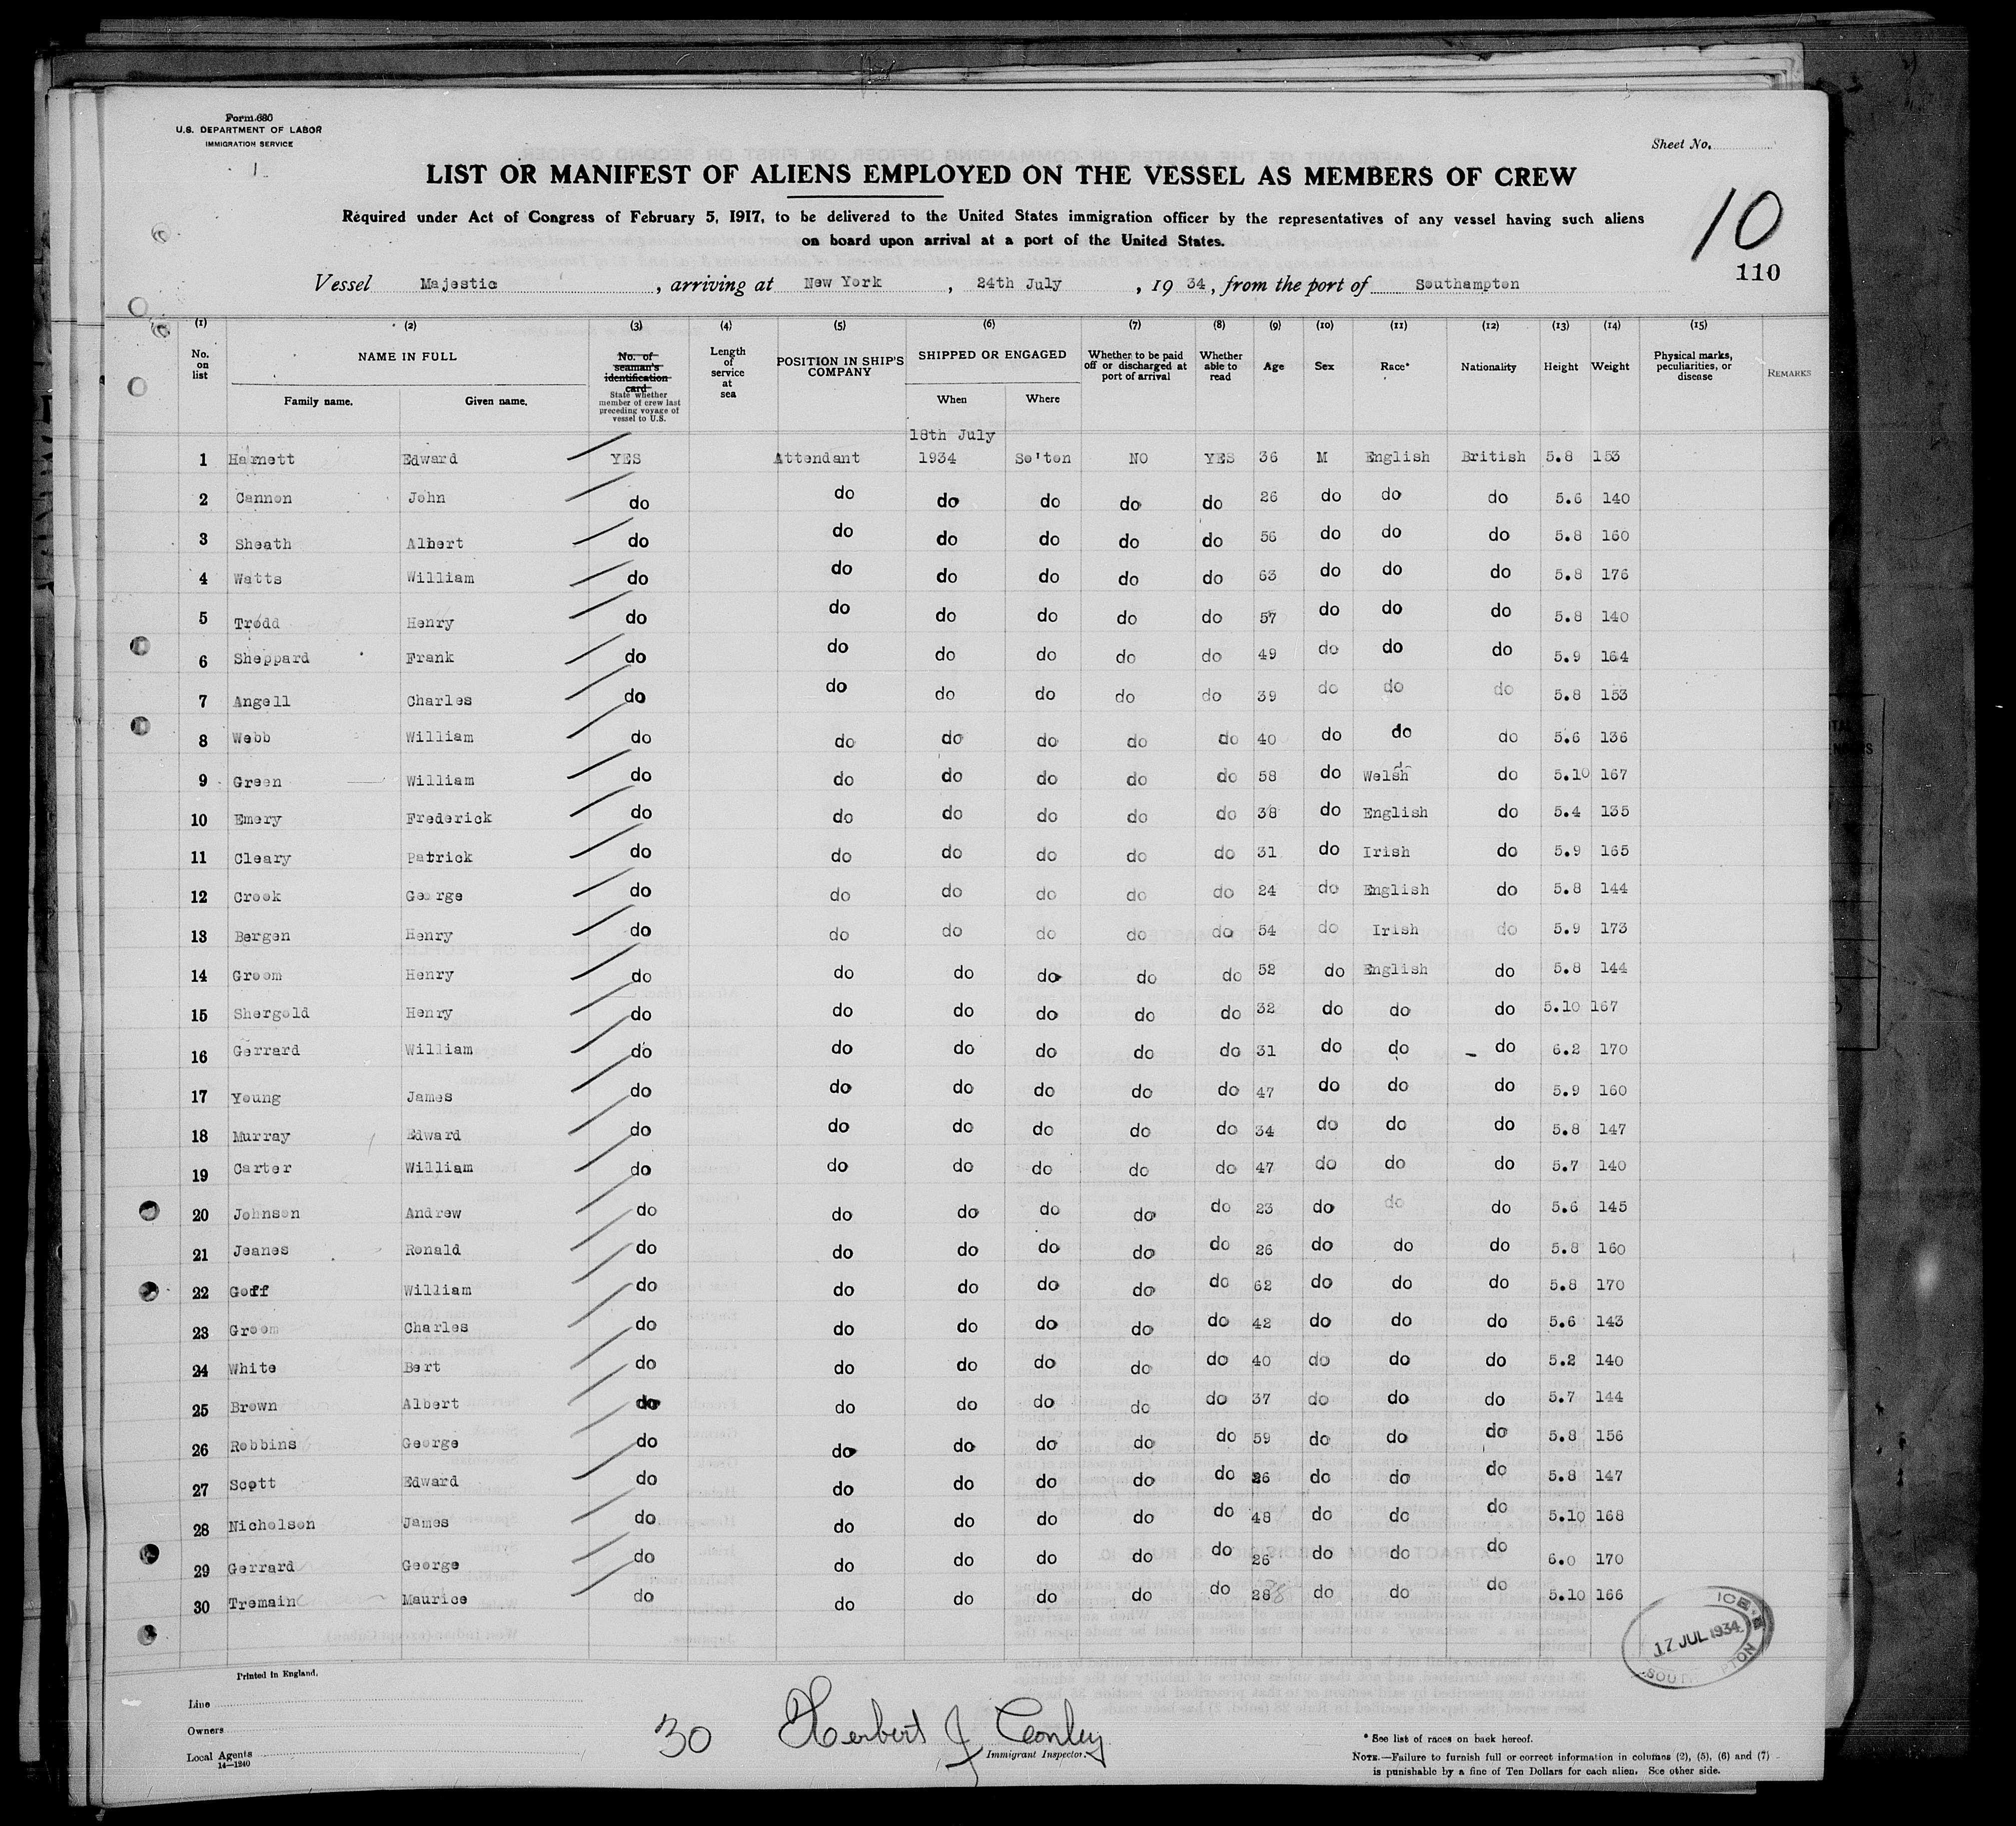 Form 680
U.S. DEPARTMENT OF LABOR
IMMIGRATION SERVICE
1
Sheet No.
LIST OR MANIFEST OF ALIENS EMPLOYED ON THE VESSEL AS MEMBERS OF CREW
Required under Act of Congress of February 5, 1917, to be delivered to the United States immigration officer by the representatives of any vessel having such aliens
on board upon arrival at a port of the United States.
10
110
Vessel Majestic, arriving at New York, 24th July, 1934, from the port of Southampton
(1) (2) (3) (4) (5) (6) (7) (8) (9) (10) (11) (12) (13) (14) (15)
No. on list
NAME IN FULL
Family name. Given name.
No. of seaman's identification card
State whether member of crew last preceding voyage of vessel to U.S.
Length of service at sea
POSITION IN SHIP'S COMPANY
SHIPPED OR ENGAGED
When Where
Whether to be paid off or discharged at port of arrival
Whether able to read
Age Sex Race* Nationality Height Weight
Physical marks, peculiarities, or disease
REMARKS
18th July
1 Harnett Edward YES Attendant 1934 So'ton NO YES 36 M English British 5.8 153
2 Cannon John do do do do do do 26 do do do 5.6 140
3 Sheath Albert do do do do do do 56 do do do 5.8 160
4 Watts William do do do do do do 63 do do do 5.8 176
5 Trodd Henry do do do do do do 57 do do do 5.8 140
6 Sheppard Frank do do do do do do 49 do do do 5.9 164
7 Angell Charles do do do do do do 39 do do do 5.8 153
8 Webb William do do do do do do 40 do do do 5.6 136
9 Green William do do do do do do 58 do Welsh do 5.10 167
10 Emery Frederick do do do do do do 38 do English do 5.4 135
11 Cleary Patrick do do do do do do 31 do Irish do 5.9 165
12 Crook George do do do do do do 24 do English do 5.8 144
13 Bergen Henry do do do do do do 54 do Irish do 5.9 173
14 Groom Henry do do do do do do 52 do English do 5.8 144
15 Shergold Henry do do do do do do 32 do do do 5.10 167
16 Gerrard William do do do do do do 31 do do do 6.2 170
17 Young James do do do do do do 47 do do do 5.9 160
18 Murray Edward do do do do do do 34 do do do 5.8 147
19 Carter William do do do do do do 47 do do do 5.7 140
20 Johnson Andrew do do do do do do 23 do do do 5.6 145
21 Jeanes Ronald do do do do do do 26 do do do 5.8 160
22 Goff William do do do do do do 62 do do do 5.8 170
23 Groom Charles do do do do do do 42 do do do 5.6 143
24 White Bert do do do do do do 40 do do do 5.2 140
25 Brown Albert do do do do do do 37 do do do 5.7 144
26 Robbins George do do do do do do 59 do do do 5.8 156
27 Scott Edward do do do do do do 26 do do do 5.8 147
28 Nicholson James do do do do do do 48 do do do 5.10 168
29 Gerrard George do do do do do do 26 do do do 6.0 170
30 Tremain Maurice do do do do do do 28 do do do 5.10 166
17 JUL 1934
Printed in England.
Line
Owners
Local Agents
14—1240
30 Herbert J Conley
Immigrant Inspector.
* See list of races on back hereof.
NOTE.—Failure to furnish full or correct information in columns (2), (5), (6) and (7)
is punishable by a fine of Ten Dollars for each alien. See other side.